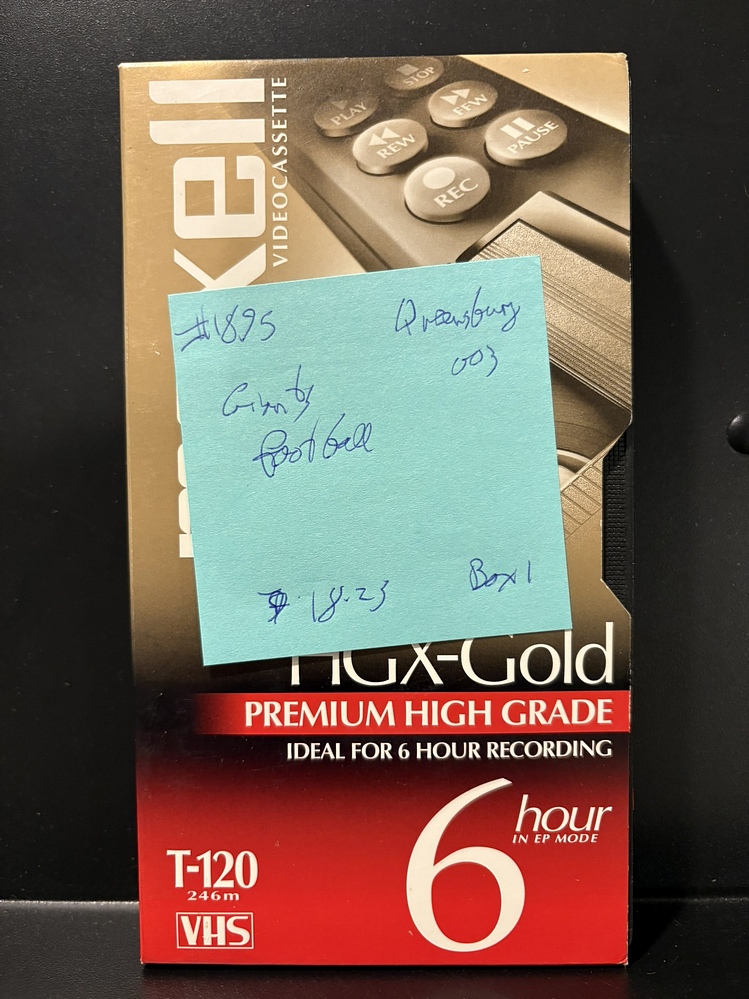 xell
VIDEOCASSETTE
PLAY
STOP
REW
FFW
REC
PAUSE
#1895
Queensbury
003
Giants
football
$ 18.23
Box 1
HGX-Gold
PREMIUM HIGH GRADE
IDEAL FOR 6 HOUR RECORDING
6 hour
IN EP MODE
T-120
246m
VHS